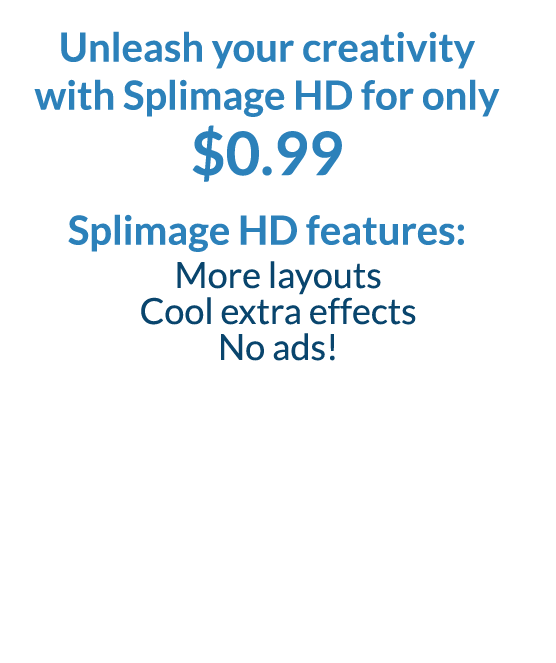 Unleash your creativity
with Splimage HD for only
$0.99
Splimage HD features:
More layouts
Cool extra effects
No ads!